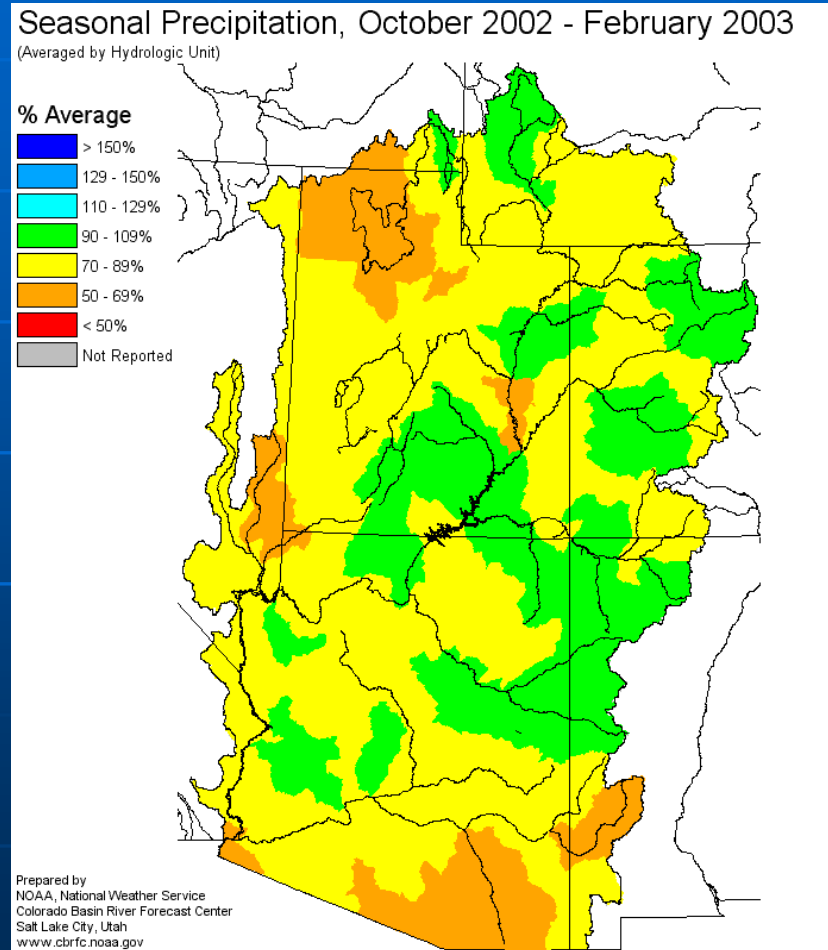 Seasonal Precipitation, October 2002 - February 2003
(Averaged by Hydrologic Unit)
% Average
> 150%
129 - 150%
110 - 129%
90 - 109%
70 - 89%
50 - 69%
< 50%
Not Reported
Prepared by
NOAA, National Weather Service
Colorado Basin River Forecast Center
Salt Lake City, Utah
www.cbrfc.noaa.gov